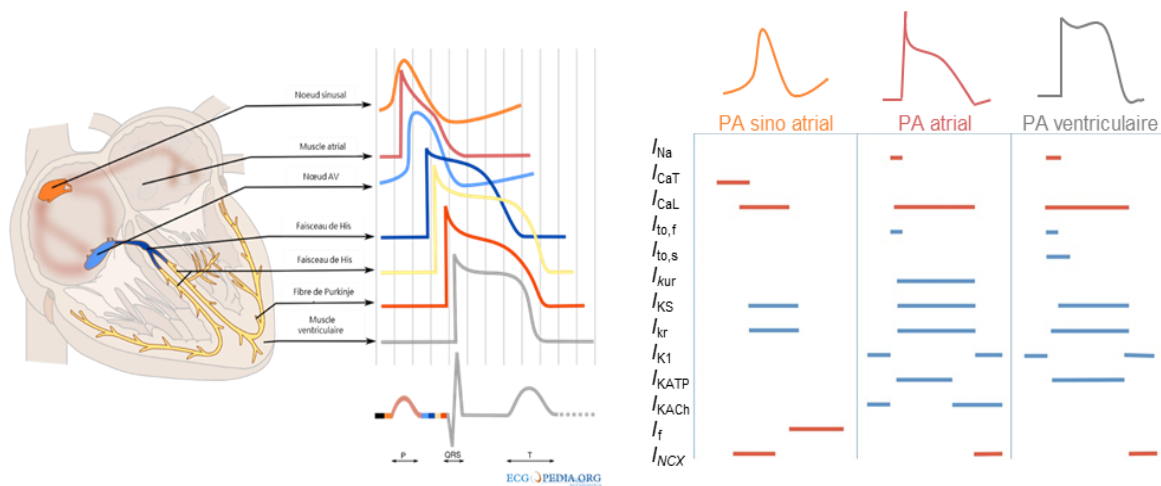 Noeud sinusal
Muscle atrial
Nœud AV
Faisceau de His
Faisceau de His
Fibre de Purkinje
Muscle
ventriculaire
P
QRS
T
ECGPEDIA.ORG
PA sino atrial
PA atrial
PA ventriculaire
INa
ICaT
ICaL
Ito,f
Ito,s
Ikur
IKS
Ikr
IK1
IKATP
IKACh
If
INCX